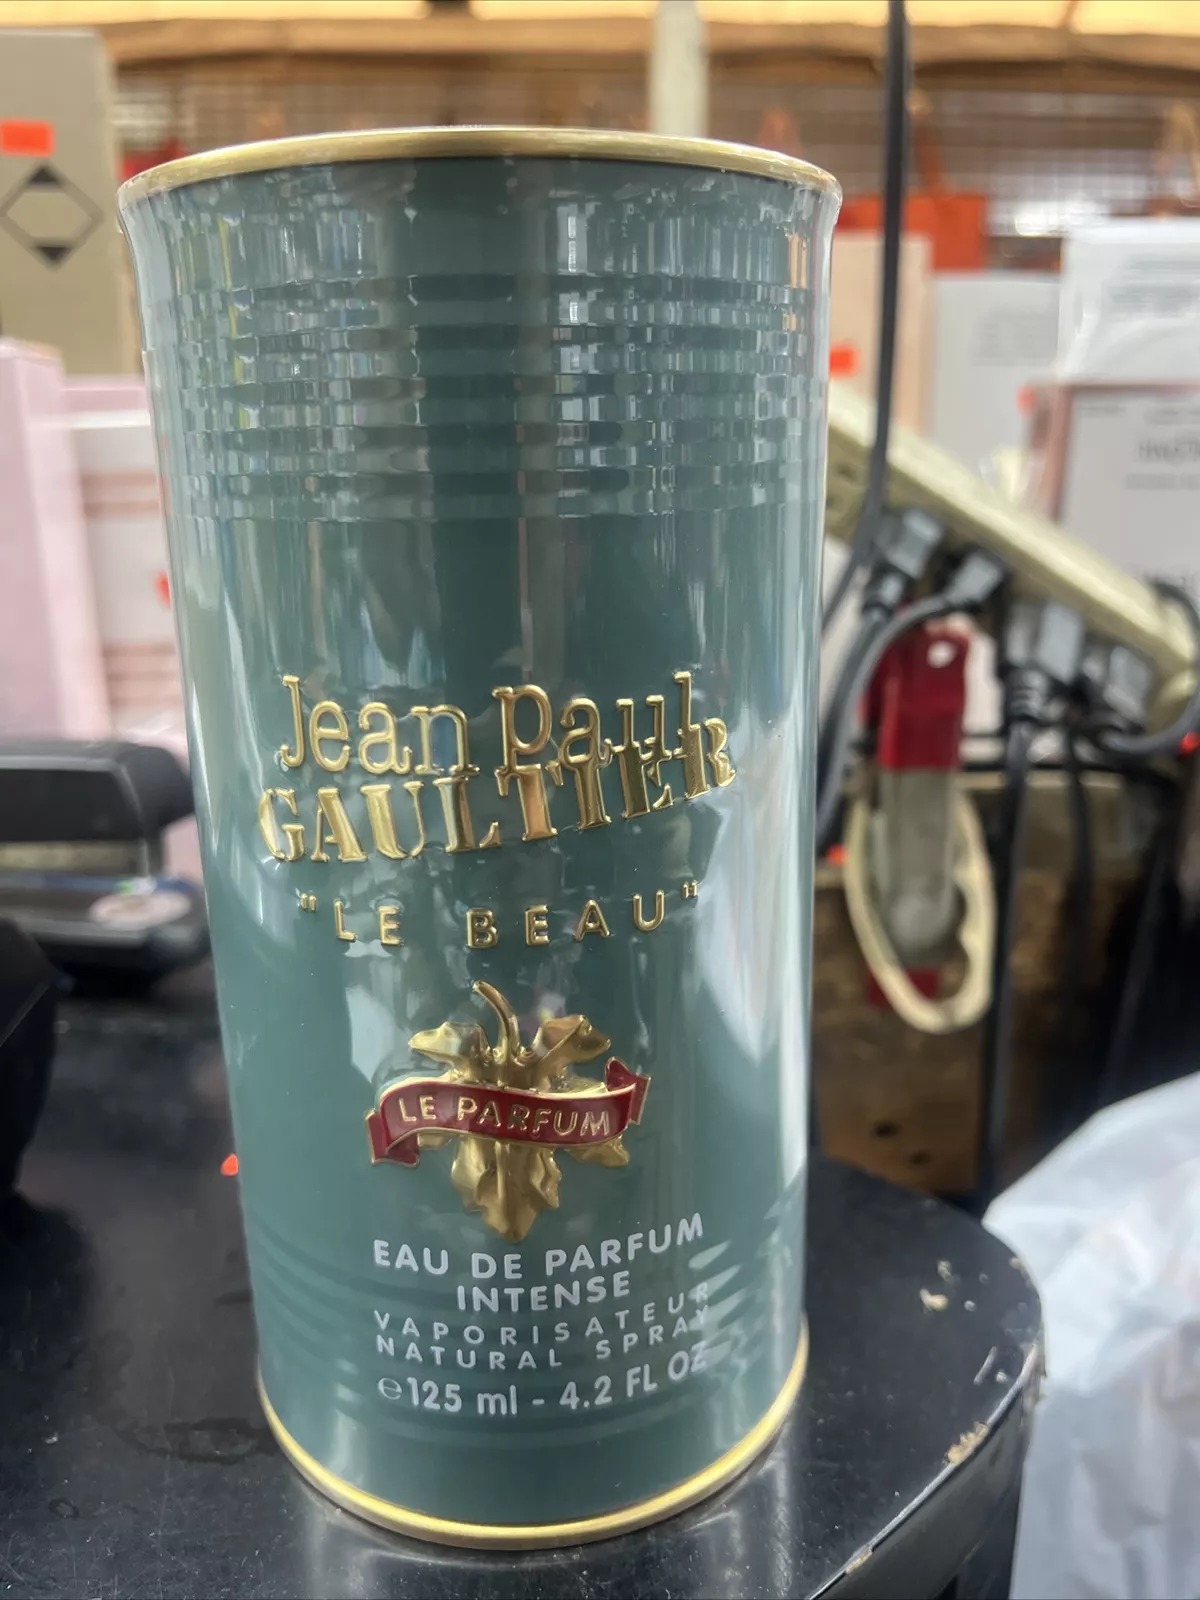 Jean Paul
GAULTIER
"LE BEAU"
LE PARFUM
EAU DE PARFUM
INTENSE
VAPORISATEUR
NATURAL SPRAY
℮125 ml - 4.2 FL OZ